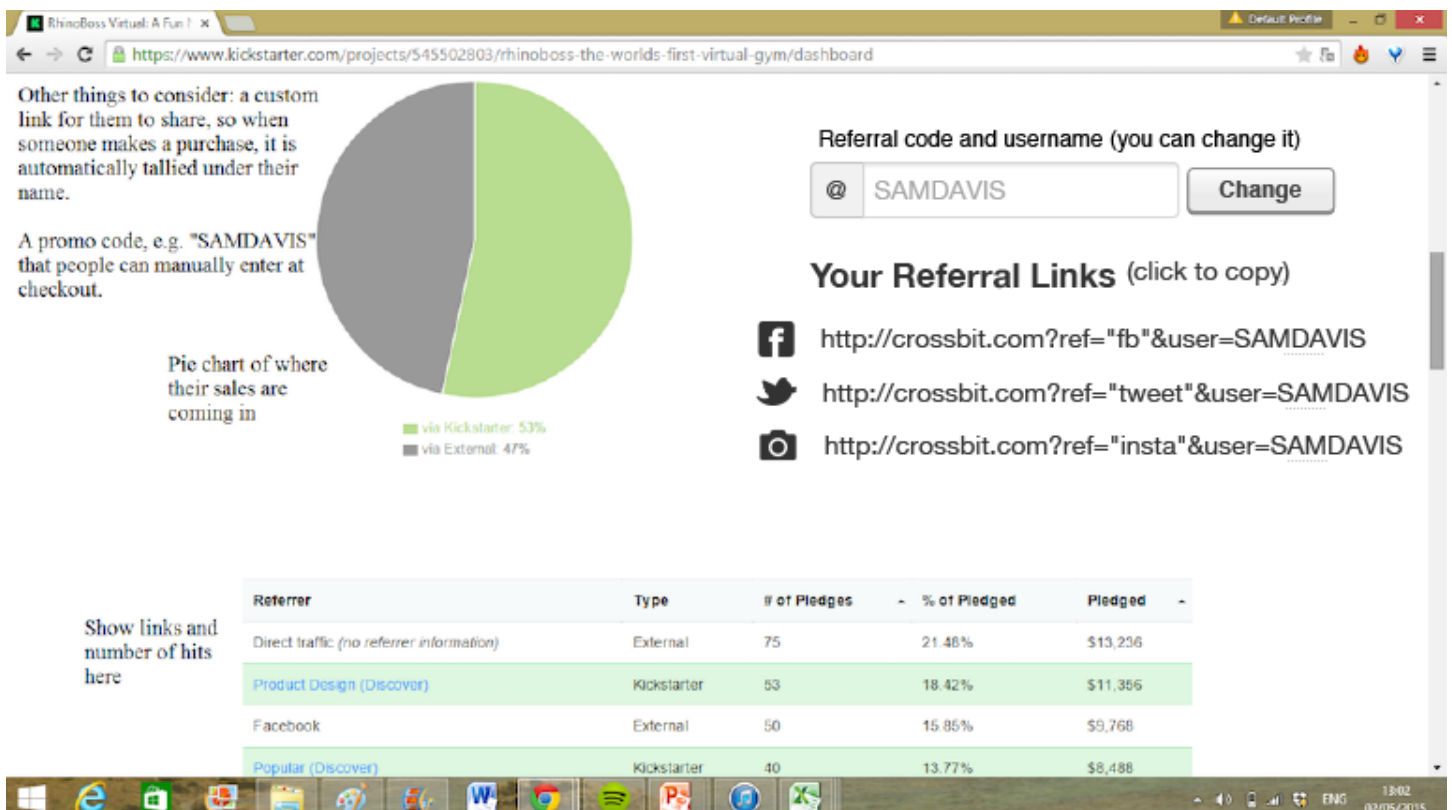 RhinoBoss Virtual: A Fun
Default Profile
https://www.kickstarter.com/projects/545502803/rhinoboss-the-worlds-first-virtual-gym/dashboard
Other things to consider: a custom
link for them to share, so when
someone makes a purchase, it is
automatically tallied under their
name.
A promo code, e.g. "SAMDAVIS"
that people can manually enter at
checkout.
Pie chart of where
their sales are
coming in
via Kickstarter: 53%
via External: 47%
Referral code and username (you can change it)
@ SAMDAVIS Change
Your Referral Links (click to copy)
http://crossbit.com?ref="fb"&user=SAMDAVIS
http://crossbit.com?ref="tweet"&user=SAMDAVIS
http://crossbit.com?ref="insta"&user=SAMDAVIS
Show links and
number of hits
here
Referrer Type # of Pledges % of Pledged Pledged
Direct traffic (no referrer information) External 75 21.48% $13,236
Product Design (Discover) Kickstarter 53 18.42% $11,356
Facebook External 50 15.85% $9,768
Popular (Discover) Kickstarter 40 13.77% $8,488
ENG
13:02
02/05/2015